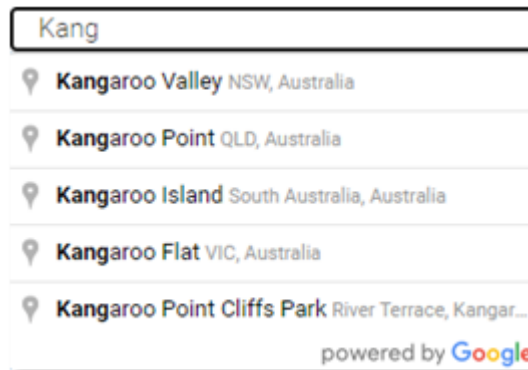 Kang
Kangaroo Valley NSW, Australia
Kangaroo Point QLD, Australia
Kangaroo Island South Australia, Australia
Kangaroo Flat VIC, Australia
Kangaroo Point Cliffs Park River Terrace, Kangar...
powered by Google